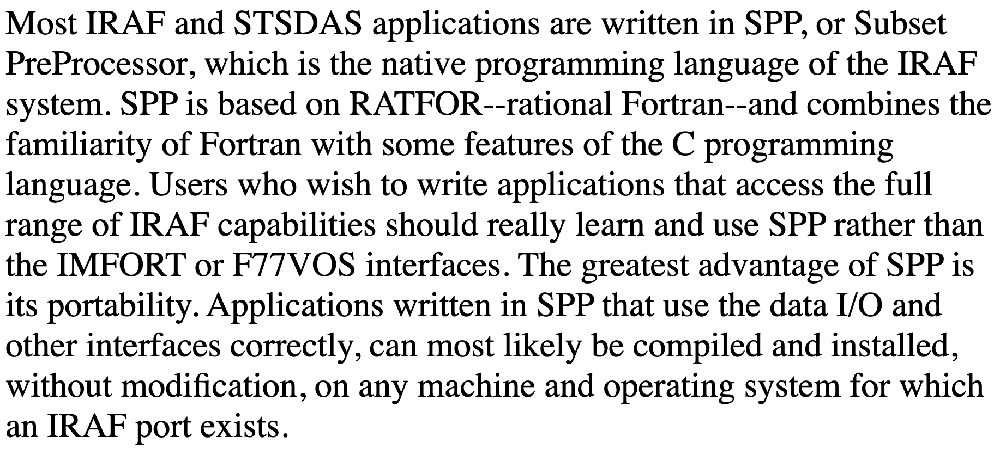 Most IRAF and STSDAS applications are written in SPP, or Subset
PreProcessor, which is the native programming language of the IRAF
system. SPP is based on RATFOR--rational Fortran--and combines the
familiarity of Fortran with some features of the C programming
language. Users who wish to write applications that access the full
range of IRAF capabilities should really learn and use SPP rather than
the IMFORT or F77VOS interfaces. The greatest advantage of SPP is
its portability. Applications written in SPP that use the data I/O and
other interfaces correctly, can most likely be compiled and installed,
without modification, on any machine and operating system for which
an IRAF port exists.